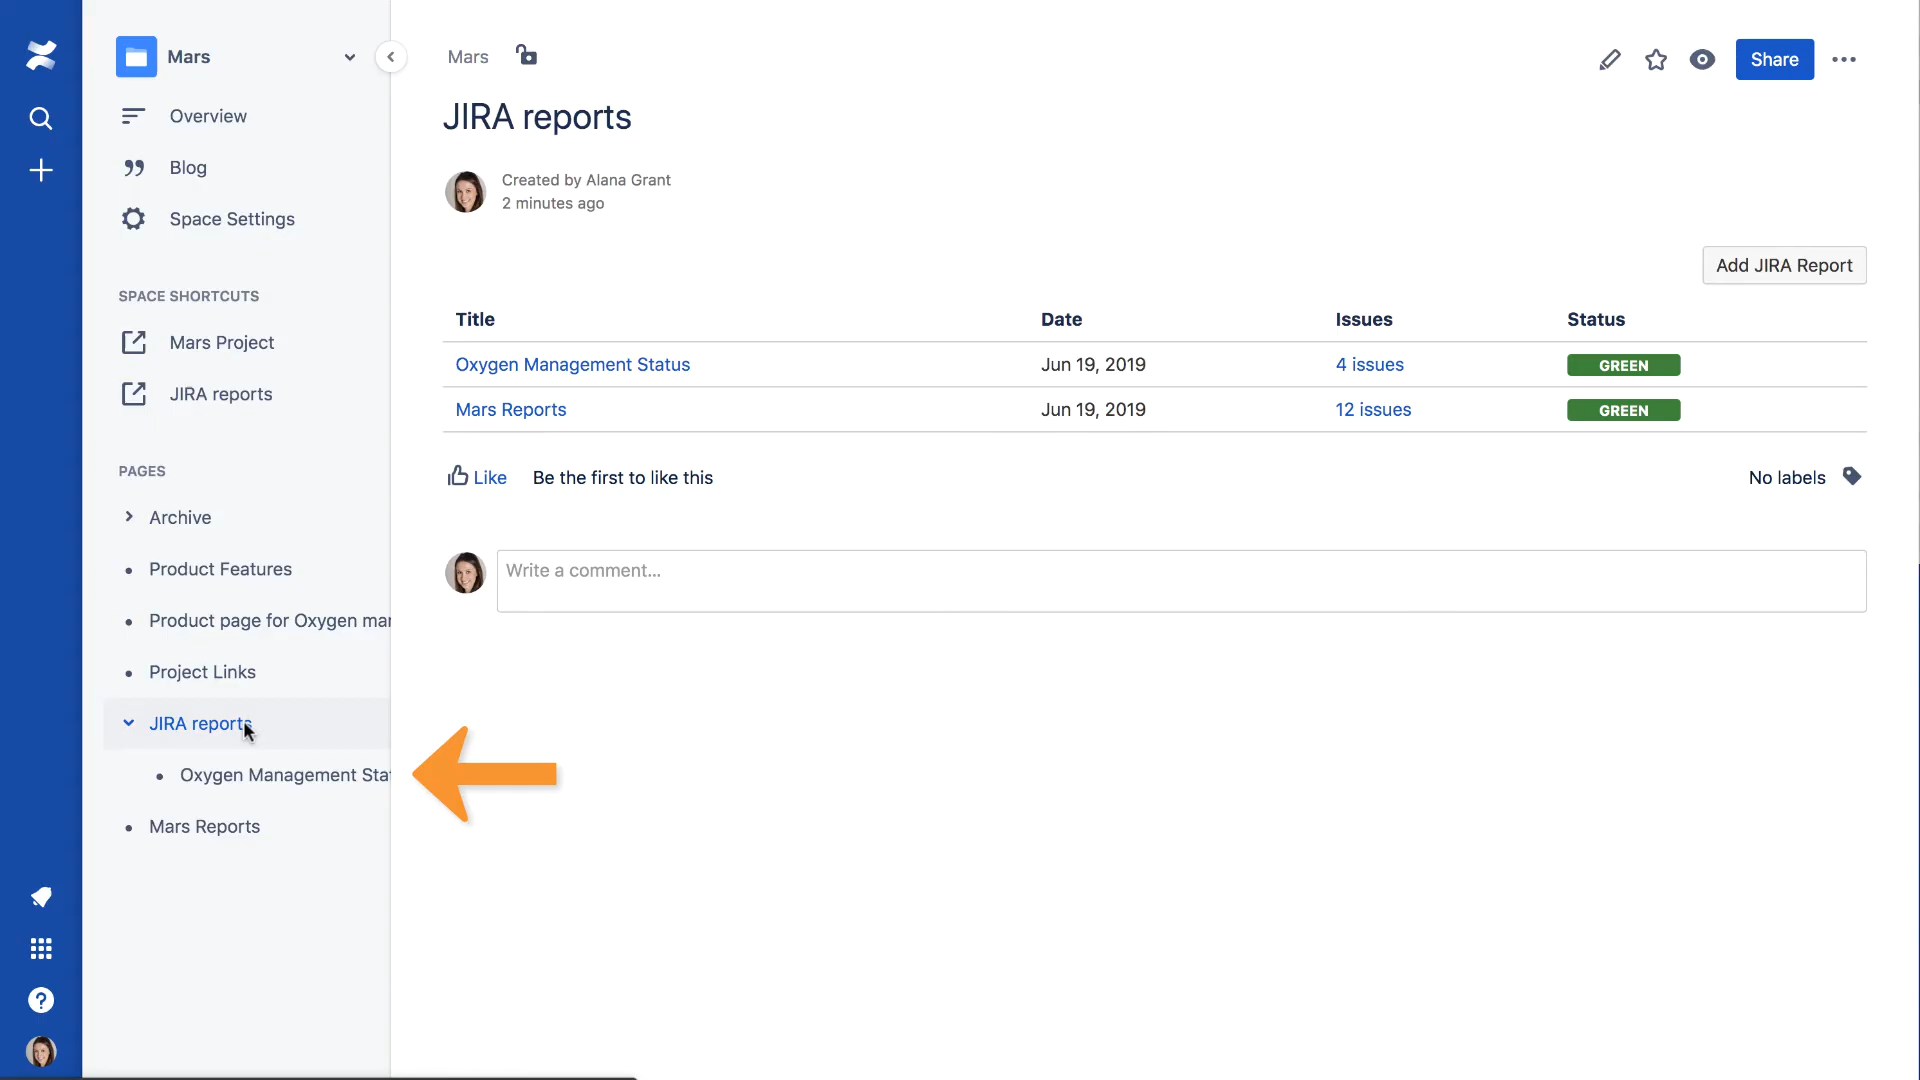 Mars
Overview
Blog
Space Settings
SPACE SHORTCUTS
Mars Project
JIRA reports
PAGES
Archive
Product Features
Product page for Oxygen mar
Project Links
JIRA reports
Oxygen Management Stat
Mars Reports
Mars
Share
JIRA reports
Created by Alana Grant
2 minutes ago
Add JIRA Report
Title Date Issues Status
Oxygen Management Status Jun 19, 2019 4 issues GREEN
Mars Reports Jun 19, 2019 12 issues GREEN
Like Be the first to like this No labels
Write a comment...